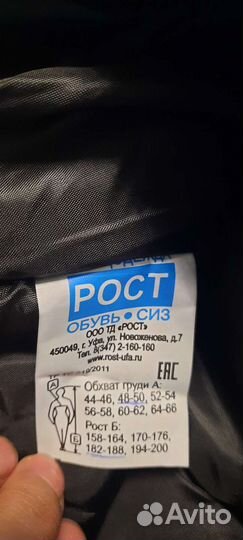 РОСТ
ОБУВЬ • СИЗ
ООО ТД «РОСТ»
450049, г. Уфа, ул. Новоженова, д.7
Тел. 8(347) 2-160-160
www.rost-ufa.ru
/2011
EAC
Обхват груди А:
44-46, 48-50, 52-54
56-58, 60-62, 64-66
Рост Б:
158-164, 170-176,
182-188, 194-200
А
Avito